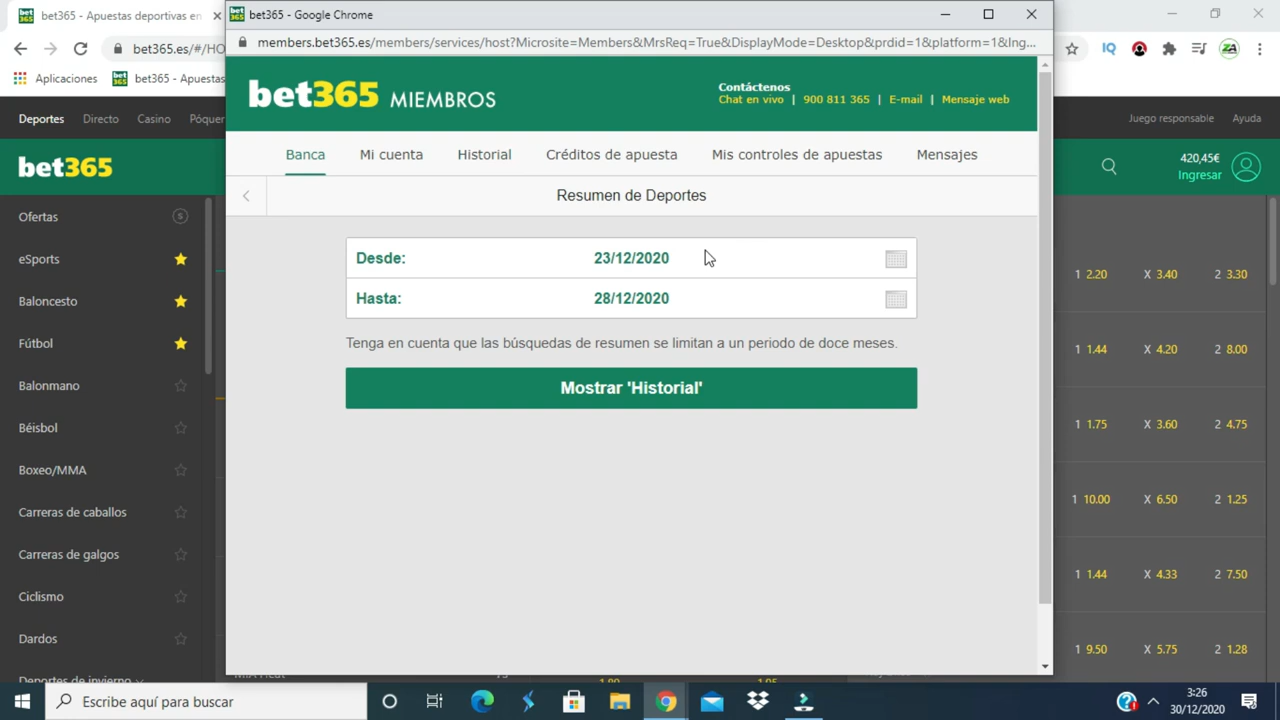 bet365 - Apuestas deportivas en
bet365 - Google Chrome
bet365.es/#/HO
members.bet365.es/members/services/host?Microsite=Members&MrsReq=True&DisplayMode=Desktop&prdid=1&platform=1&Ing...
Aplicaciones
bet365 - Apuestas
bet365 MIEMBROS
Contáctenos
Chat en vivo | 900 811 365 | E-mail | Mensaje web
Deportes Directo Casino Póquer
Juego responsable Ayuda
bet365
420,45€
Ingresar
Banca Mi cuenta Historial Créditos de apuesta Mis controles de apuestas Mensajes
Resumen de Deportes
Desde: 23/12/2020
Hasta: 28/12/2020
Tenga en cuenta que las búsquedas de resumen se limitan a un periodo de doce meses.
Mostrar 'Historial'
Ofertas
eSports
Baloncesto
Fútbol
Balonmano
Béisbol
Boxeo/MMA
Carreras de caballos
Carreras de galgos
Ciclismo
Dardos
Deportes de invierno
1 2.20 X 3.40 2 3.30
1 1.44 X 4.20 2 8.00
1 1.75 X 3.60 2 4.75
1 10.00 X 6.50 2 1.25
1 1.44 X 4.33 2 7.50
1 9.50 X 5.75 2 1.28
Escribe aquí para buscar
3:26
30/12/2020